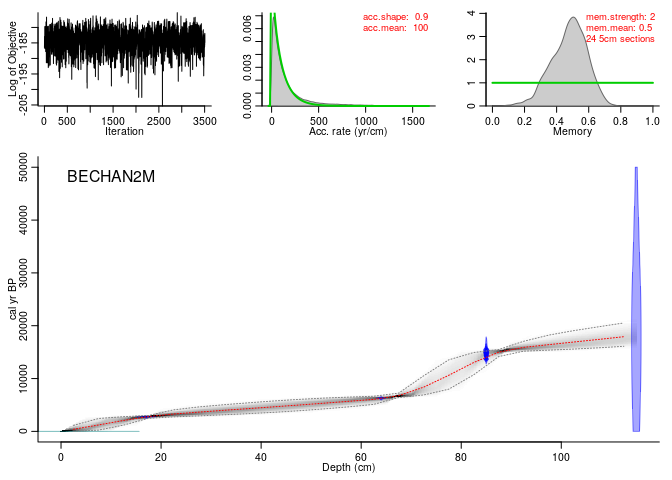 Log of Objective
-205 -195 -185
0 500 1500 2500 3500
Iteration
acc.shape: 0.9
acc.mean: 100
0.000 0.003 0.006
0 500 1000 1500
Acc. rate (yr/cm)
mem.strength: 2
mem.mean: 0.5
24 5cm sections
0 1 2 3 4
0.0 0.2 0.4 0.6 0.8 1.0
Memory
BECHAN2M
cal yr BP
0 10000 20000 30000 40000 50000
0 20 40 60 80 100
Depth (cm)